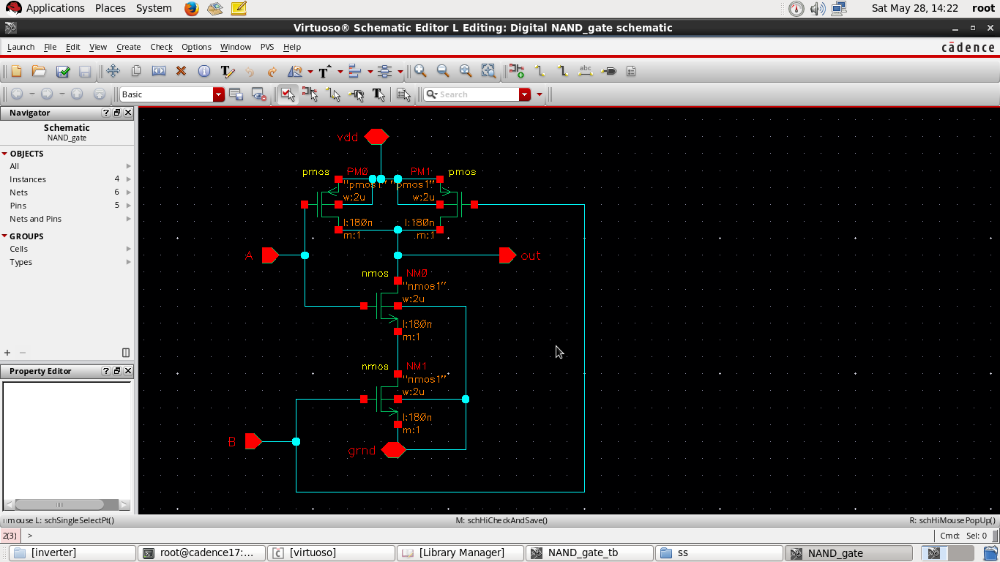 Applications Places System Sat May 28, 14:22 root
Virtuoso® Schematic Editor L Editing: Digital NAND_gate schematic
Launch File Edit View Create Check Options Window PVS Help cādence
abc
Basic Search
Navigator
Schematic
NAND_gate
OBJECTS
All
Instances 4
Nets 6
Pins 5
Nets and Pins
GROUPS
Cells
Types
Property Editor
vdd
pmos PM0 PM1 pmos
"pmos1" "pmos1"
w:2u w:2u
l:180n l:180n
m:1 m:1
A out
nmos NM0
"nmos1"
w:2u
l:180n
m:1
nmos NM1
"nmos1"
w:2u
l:180n
m:1
B
grnd
mouse L: schSingleSelectPt() M: schHiCheckAndSave() R: schHiMousePopUp()
2(3) > Cmd: Sel: 0
[inverter] root@cadence17:... [virtuoso] [Library Manager] NAND_gate_tb ss NAND_gate